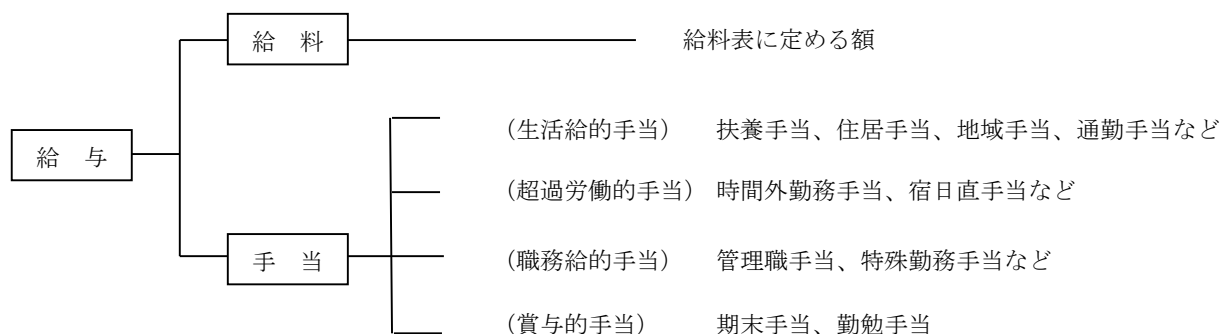 給　料　給料表に定める額
（生活給的手当）　扶養手当、住居手当、地域手当、通勤手当など
給　与
（超過労働的手当）　時間外勤務手当、宿日直手当など
手　当　（職務給的手当）　管理職手当、特殊勤務手当など
（賞与的手当）　期末手当、勤勉手当